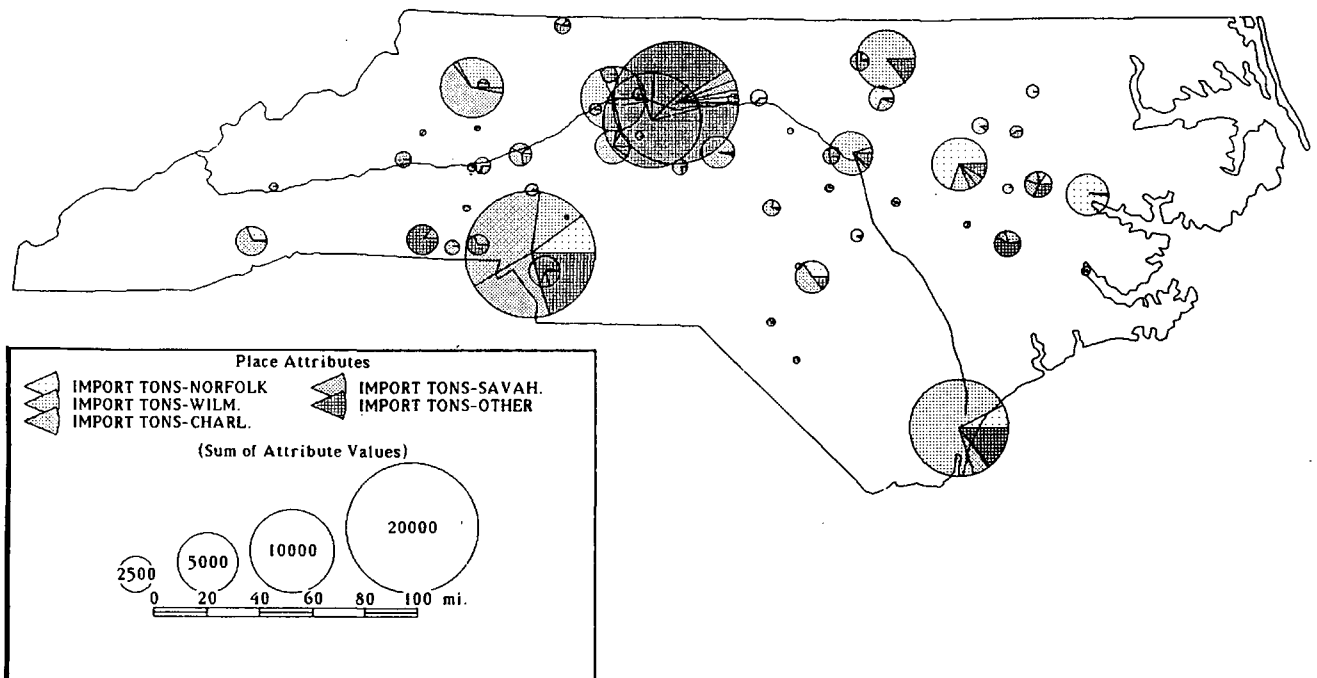 Place Attributes
IMPORT TONS-NORFOLK
IMPORT TONS-WILM.
IMPORT TONS-CHARL.
IMPORT TONS-SAVAH.
IMPORT TONS-OTHER
(Sum of Attribute Values)
2500
5000
10000
20000
0 20 40 60 80 100 mi.